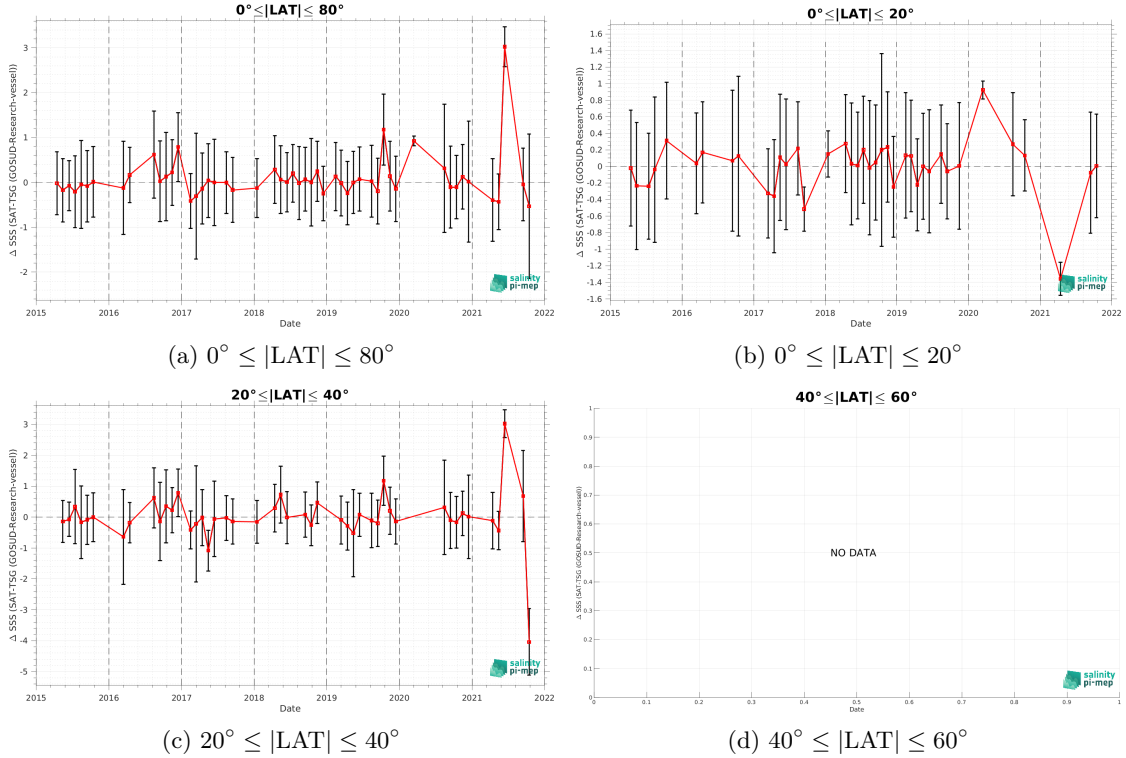 0°≤|LAT|≤ 80°
Δ SSS (SAT-TSG (GOSUD-Research-vessel))
3
2
1
0
-1
-2
salinity
pi-mep
2015 2016 2017 2018 2019 2020 2021 2022
Date
(a) 0° ≤ |LAT| ≤ 80°
0°≤|LAT|≤ 20°
Δ SSS (SAT-TSG (GOSUD-Research-vessel))
1.6
1.4
1.2
1
0.8
0.6
0.4
0.2
0
-0.2
-0.4
-0.6
-0.8
-1
-1.2
-1.4
-1.6
salinity
pi-mep
2015 2016 2017 2018 2019 2020 2021 2022
Date
(b) 0° ≤ |LAT| ≤ 20°
20°≤|LAT|≤ 40°
Δ SSS (SAT-TSG (GOSUD-Research-vessel))
3
2
1
0
-1
-2
-3
-4
-5
salinity
pi-mep
2015 2016 2017 2018 2019 2020 2021 2022
Date
(c) 20° ≤ |LAT| ≤ 40°
40°≤|LAT|≤ 60°
Δ SSS (SAT-TSG (GOSUD-Research-vessel))
1
0.9
0.8
0.7
0.6
0.5
0.4
0.3
0.2
0.1
0
NO DATA
salinity
pi-mep
0 0.1 0.2 0.3 0.4 0.5 0.6 0.7 0.8 0.9 1
Date
(d) 40° ≤ |LAT| ≤ 60°